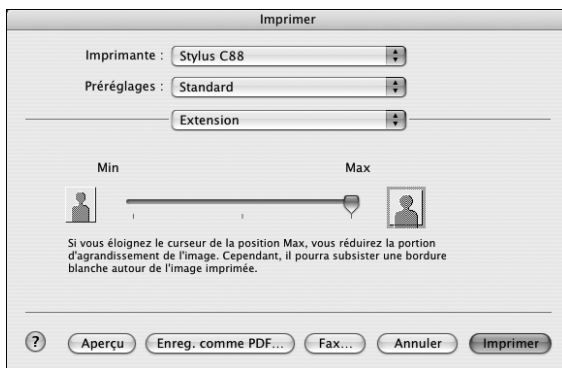 Imprimer
Imprimante : Stylus C88
Préréglages : Standard
Extension
Min Max
Si vous éloignez le curseur de la position Max, vous réduirez la portion
d'agrandissement de l'image. Cependant, il pourra subsister une bordure
blanche autour de l'image imprimée.
? Aperçu Enreg. comme PDF... Fax... Annuler Imprimer